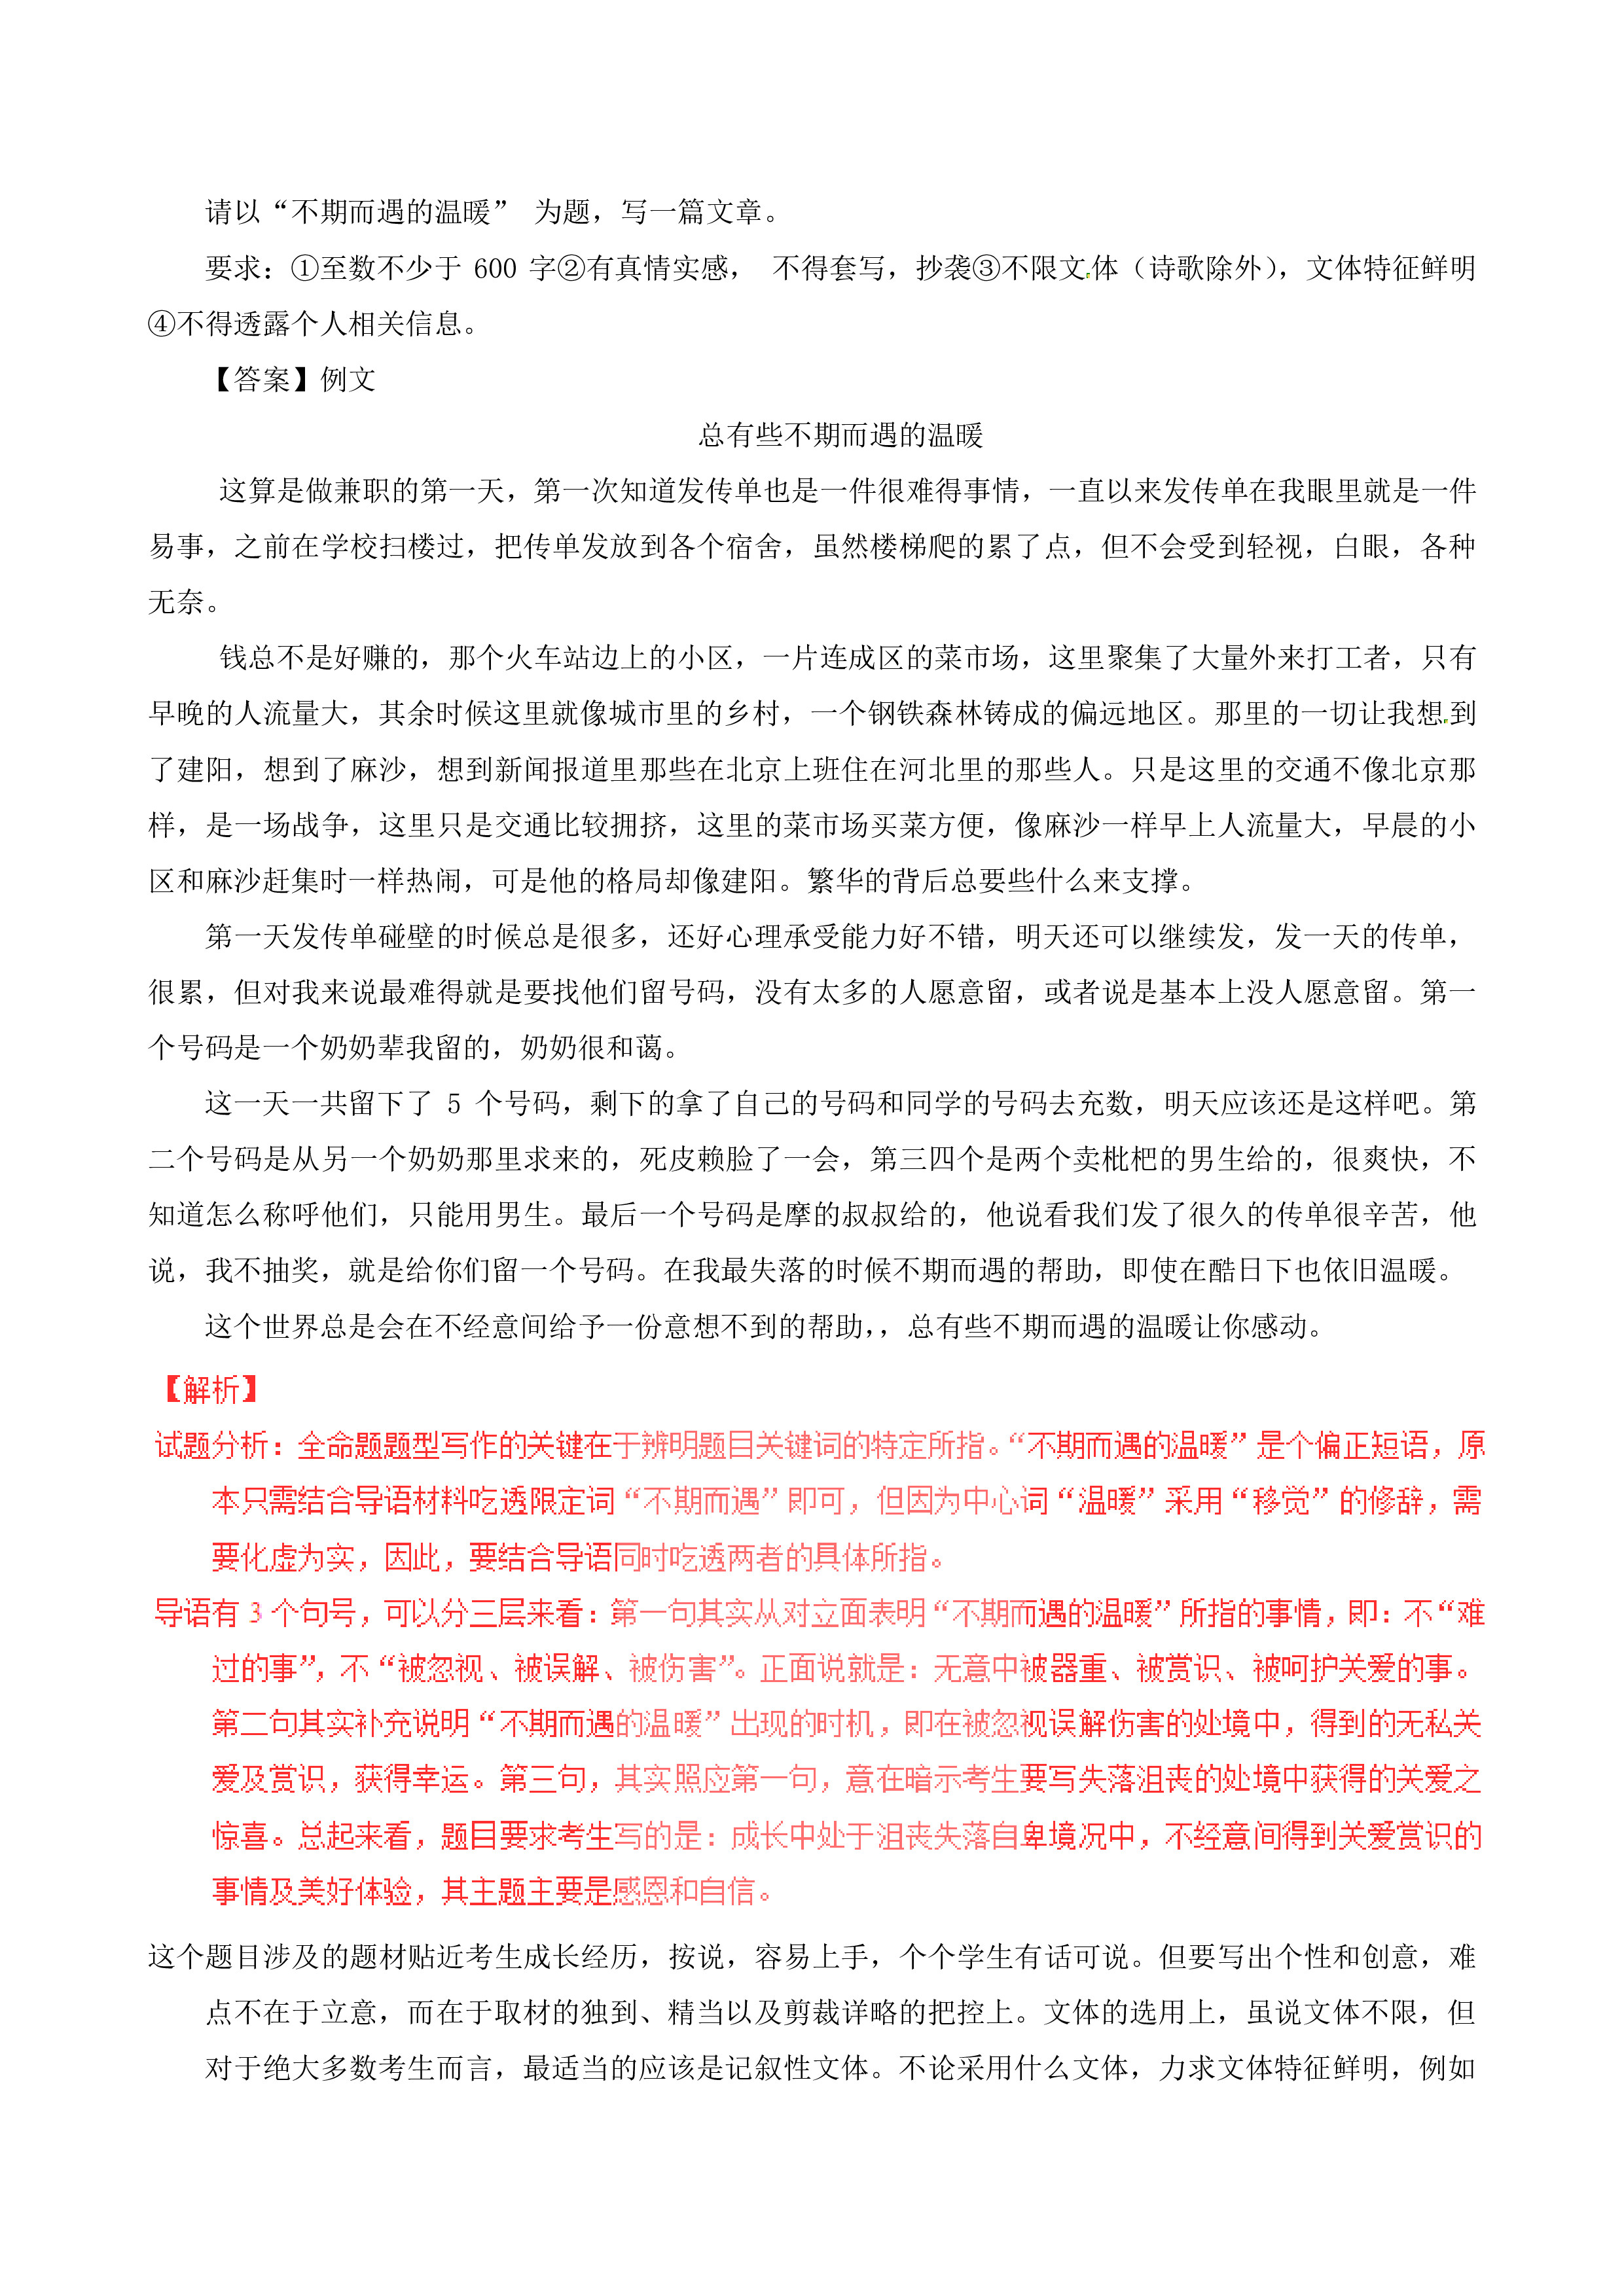 请以“不期而遇的温暖” 为题，写一篇文章。
要求：①至数不少于 600 字②有真情实感， 不得套写，抄袭③不限文体（诗歌除外），文体特征鲜明
④不得透露个人相关信息。
【答案】例文
总有些不期而遇的温暖
这算是做兼职的第一天，第一次知道发传单也是一件很难得事情，一直以来发传单在我眼里就是一件
易事，之前在学校扫楼过，把传单发放到各个宿舍，虽然楼梯爬的累了点，但不会受到轻视，白眼，各种
无奈。
钱总不是好赚的，那个火车站边上的小区，一片连成区的菜市场，这里聚集了大量外来打工者，只有
早晚的人流量大，其余时候这里就像城市里的乡村，一个钢铁森林铸成的偏远地区。那里的一切让我想到
了建阳，想到了麻沙，想到新闻报道里那些在北京上班住在河北里的那些人。只是这里的交通不像北京那
样，是一场战争，这里只是交通比较拥挤，这里的菜市场买菜方便，像麻沙一样早上人流量大，早晨的小
区和麻沙赶集时一样热闹，可是他的格局却像建阳。繁华的背后总要些什么来支撑。
第一天发传单碰壁的时候总是很多，还好心理承受能力好不错，明天还可以继续发，发一天的传单，
很累，但对我来说最难得就是要找他们留号码，没有太多的人愿意留，或者说是基本上没人愿意留。第一
个号码是一个奶奶辈我留的，奶奶很和蔼。
这一天一共留下了 5 个号码，剩下的拿了自己的号码和同学的号码去充数，明天应该还是这样吧。第
二个号码是从另一个奶奶那里求来的，死皮赖脸了一会，第三四个是两个卖枇杷的男生给的，很爽快，不
知道怎么称呼他们，只能用男生。最后一个号码是摩的叔叔给的，他说看我们发了很久的传单很辛苦，他
说，我不抽奖，就是给你们留一个号码。在我最失落的时候不期而遇的帮助，即使在酷日下也依旧温暖。
这个世界总是会在不经意间给予一份意想不到的帮助，，总有些不期而遇的温暖让你感动。
【解析】
试题分析：全命题题型写作的关键在于辨明题目关键词的特定所指。“不期而遇的温暖”是个偏正短语，原
本只需结合导语材料吃透限定词“不期而遇”即可，但因为中心词“温暖”采用“移觉”的修辞，需
要化虚为实，因此，要结合导语同时吃透两者的具体所指。
导语有 3 个句号，可以分三层来看：第一句其实从对立面表明“不期而遇的温暖”所指的事情，即：不“难
过的事”，不“被忽视、被误解、被伤害”。正面说就是：无意中被器重、被赏识、被呵护关爱的事。
第二句其实补充说明“不期而遇的温暖”出现的时机，即在被忽视误解伤害的处境中，得到的无私关
爱及赏识，获得幸运。第三句，其实照应第一句，意在暗示考生要写失落沮丧的处境中获得的关爱之
惊喜。总起来看，题目要求考生写的是：成长中处于沮丧失落自卑境况中，不经意间得到关爱赏识的
事情及美好体验，其主题主要是感恩和自信。
这个题目涉及的题材贴近考生成长经历，按说，容易上手，个个学生有话可说。但要写出个性和创意，难
点不在于立意，而在于取材的独到、精当以及剪裁详略的把控上。文体的选用上，虽说文体不限，但
对于绝大多数考生而言，最适当的应该是记叙性文体。不论采用什么文体，力求文体特征鲜明，例如